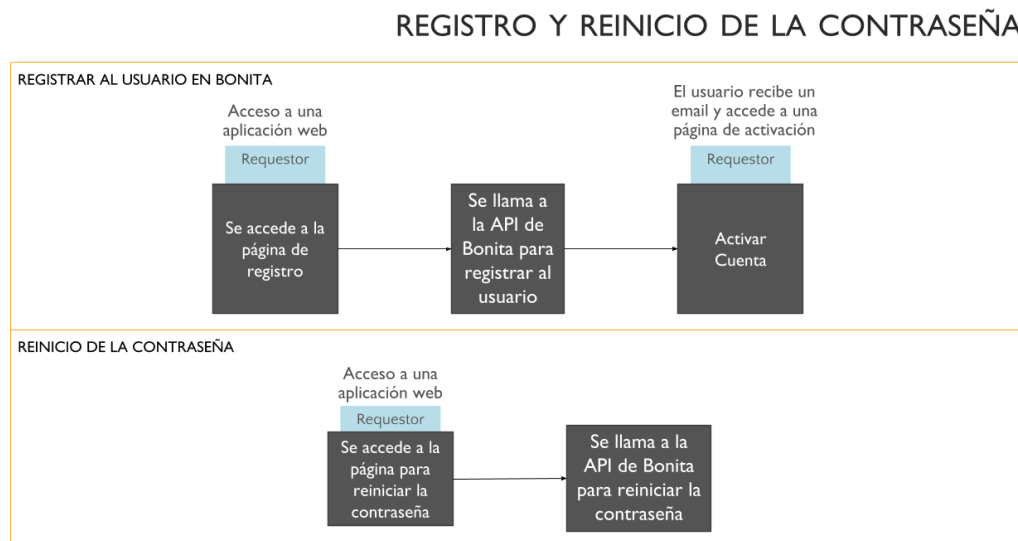 REGISTRO Y REINICIO DE LA CONTRASEÑA
REGISTRAR AL USUARIO EN BONITA
Acceso a una
aplicación web
Requestor
Se accede a la
página de
registro
Se llama a
la API de
Bonita para
registrar al
usuario
El usuario recibe un
email y accede a una
página de activación
Requestor
Activar
Cuenta
REINICIO DE LA CONTRASEÑA
Acceso a una
aplicación web
Requestor
Se accede a la
página para
reiniciar la
contraseña
Se llama a la
API de Bonita
para reiniciar la
contraseña